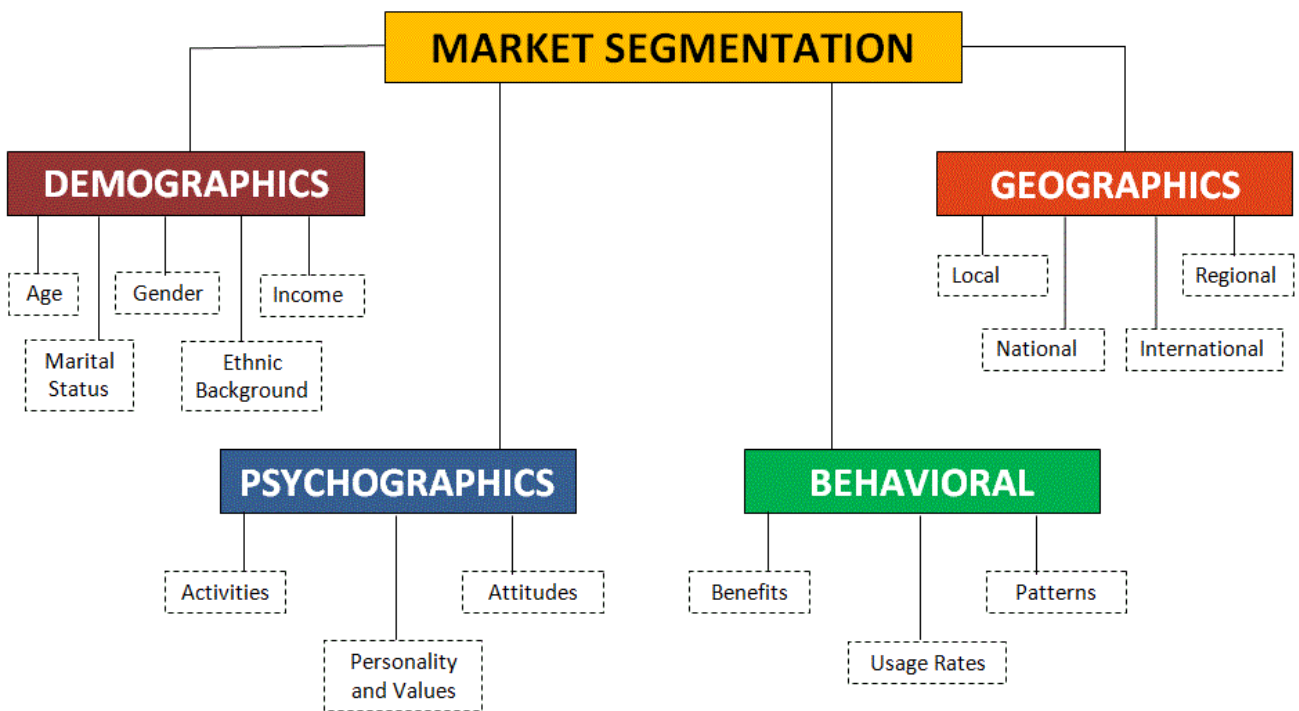 MARKET SEGMENTATION
DEMOGRAPHICS
GEOGRAPHICS
Age
Gender
Income
Marital
Status
Ethnic
Background
Local
Regional
National
International
PSYCHOGRAPHICS
BEHAVIORAL
Activities
Attitudes
Personality
and Values
Benefits
Patterns
Usage Rates